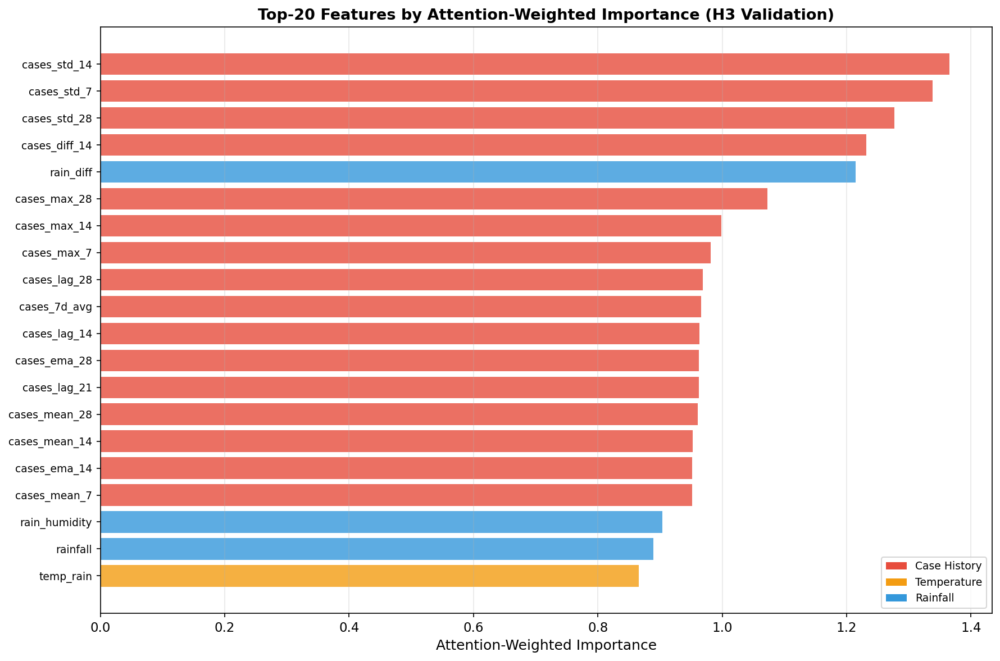 Top-20 Features by Attention-Weighted Importance (H3 Validation)
cases_std_14
cases_std_7
cases_std_28
cases_diff_14
rain_diff
cases_max_28
cases_max_14
cases_max_7
cases_lag_28
cases_7d_avg
cases_lag_14
cases_ema_28
cases_lag_21
cases_mean_28
cases_mean_14
cases_ema_14
cases_mean_7
rain_humidity
rainfall
temp_rain
Case History
Temperature
Rainfall
0.0 0.2 0.4 0.6 0.8 1.0 1.2 1.4
Attention-Weighted Importance